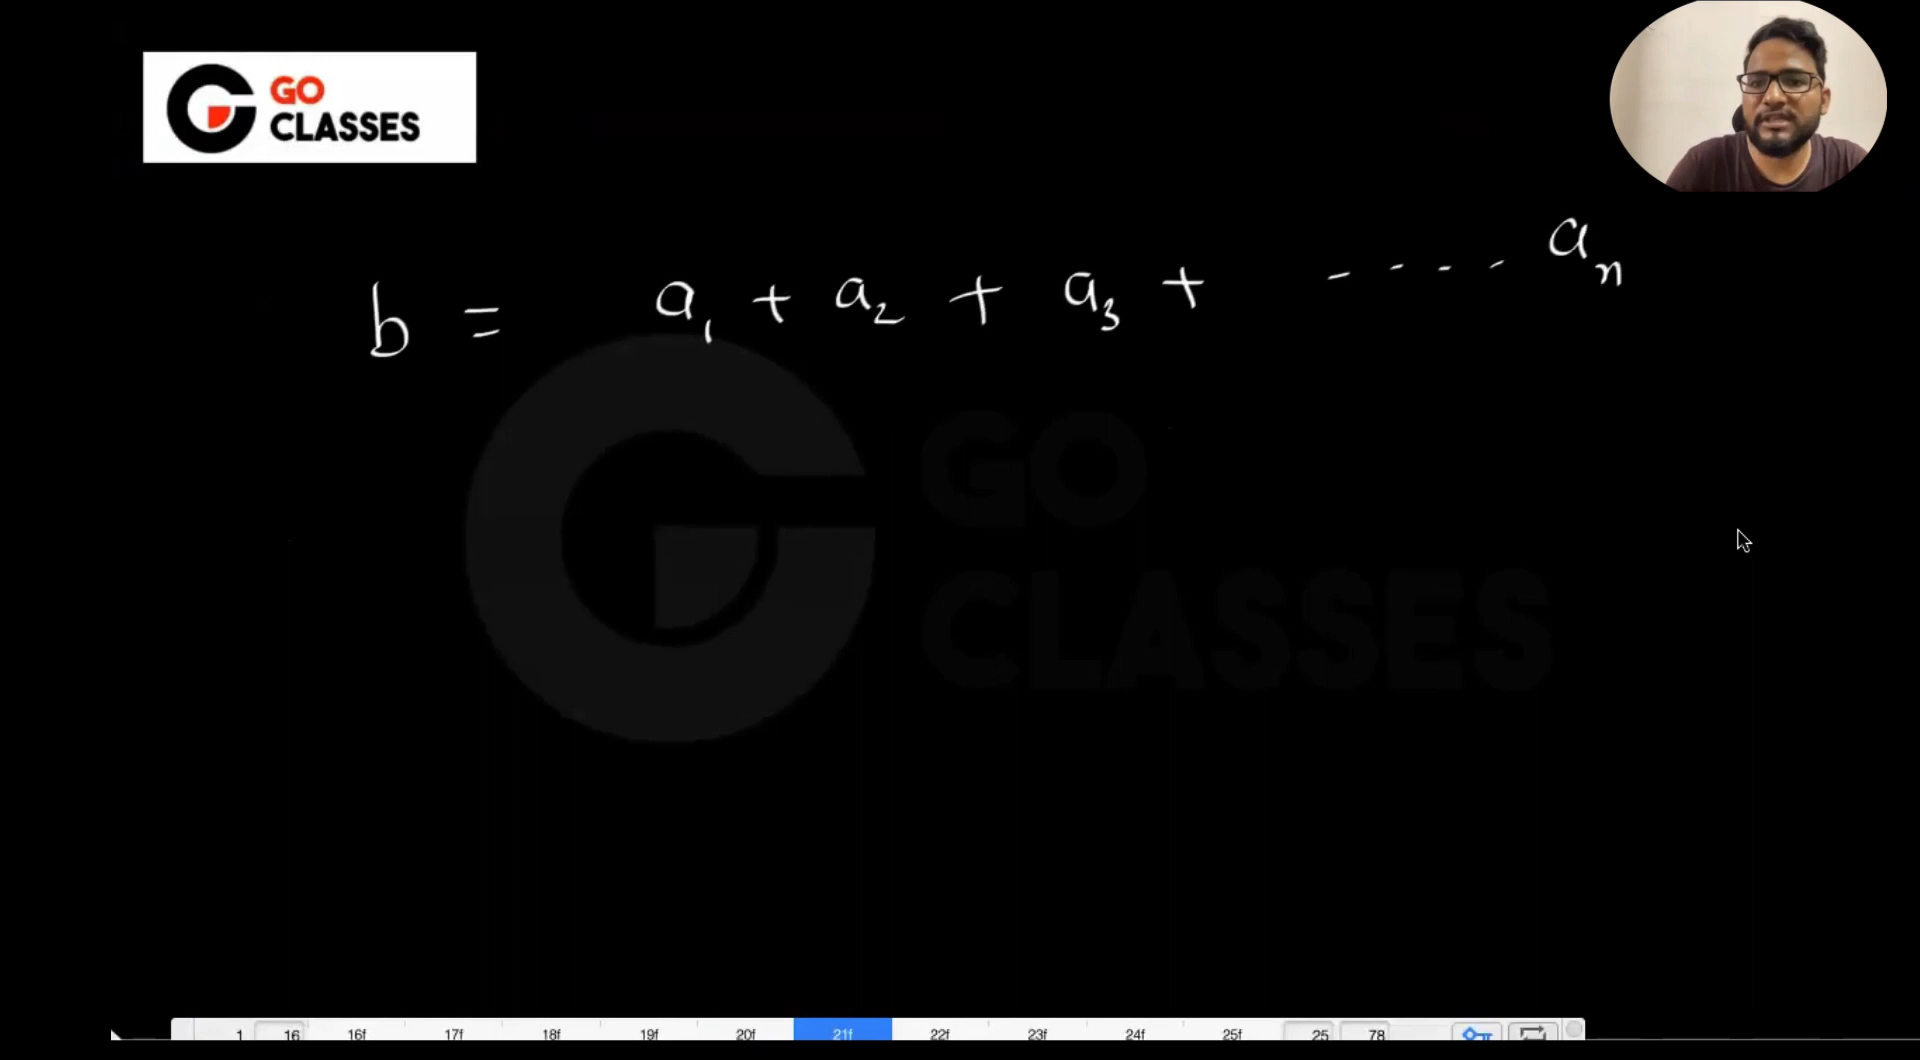 GO
CLASSES
b = a₁ + a₂ + a₃ + - - - - aₙ
GO
CLASSES
1 16 16f 17f 18f 19f 20f 21f 22f 23f 24f 25f 25 78